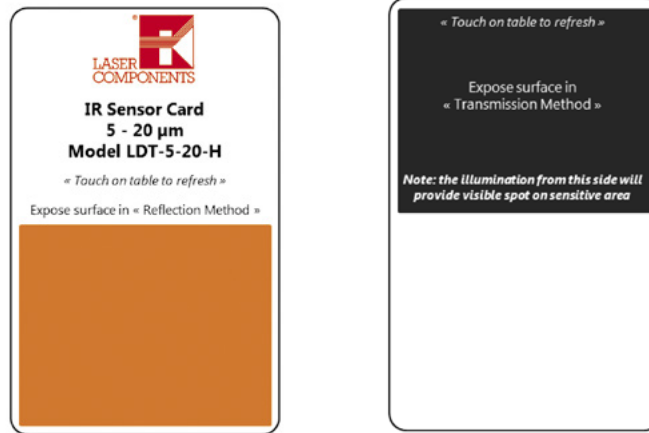 ®
LASER
COMPONENTS
IR Sensor Card
5 - 20 µm
Model LDT-5-20-H
« Touch on table to refresh »
Expose surface in « Reflection Method »
« Touch on table to refresh »
Expose surface in
« Transmission Method »
Note: the illumination from this side will
provide visible spot on sensitive area